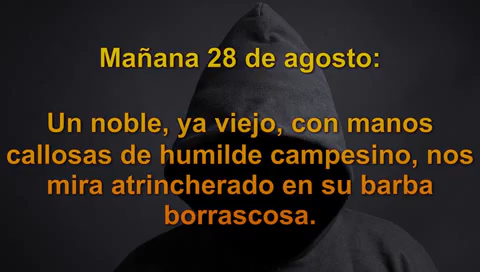 Mañana 28 de agosto:
Un noble, ya viejo, con manos
callosas de humilde campesino, nos
mira atrincherado en su barba
borrascosa.